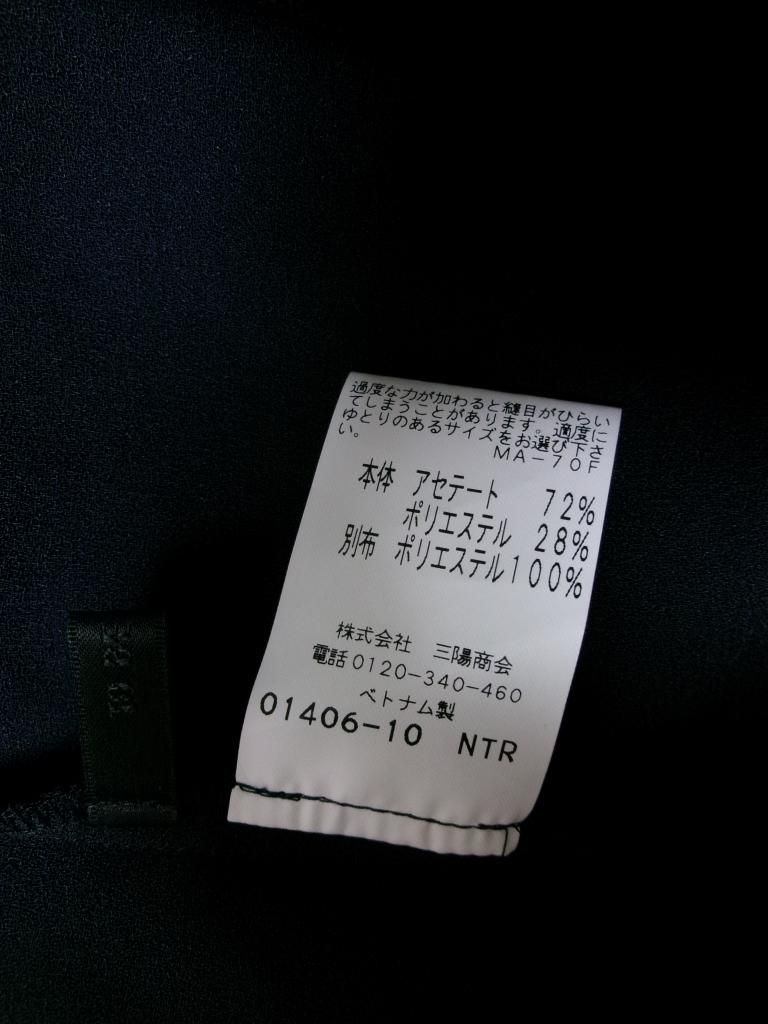 過度な力が加わると縫目がひらい
てしまうことがあります。適度に
ゆとりのあるサイズをお選び下さ
い。
MA-70F
本体 アセテート 72%
ポリエステル 28%
別布 ポリエステル100%
株式会社 三陽商会
電話0120-340-460
ベトナム製
01406-10 NTR